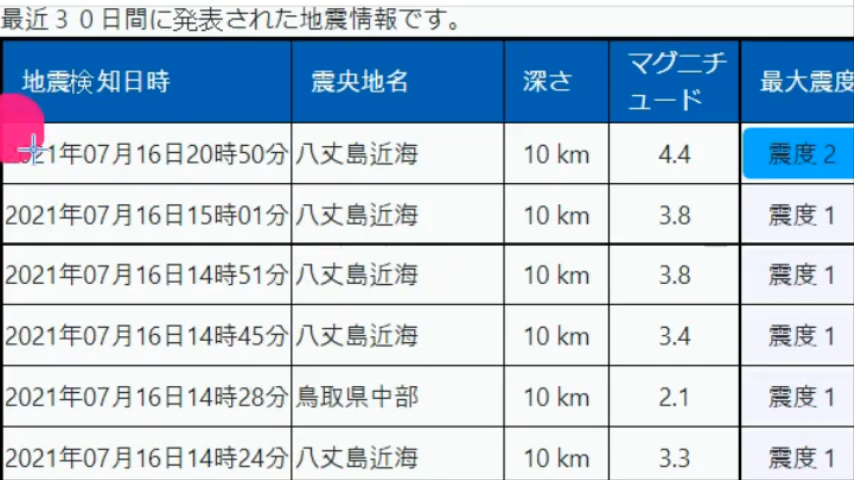 最近３０日間に発表された地震情報です。
地震検知日時 震央地名 深さ マグニチュード 最大震度
2021年07月16日20時50分 八丈島近海 10 km 4.4 震度２
2021年07月16日15時01分 八丈島近海 10 km 3.8 震度１
2021年07月16日14時51分 八丈島近海 10 km 3.8 震度１
2021年07月16日14時45分 八丈島近海 10 km 3.4 震度１
2021年07月16日14時28分 鳥取県中部 10 km 2.1 震度１
2021年07月16日14時24分 八丈島近海 10 km 3.3 震度１